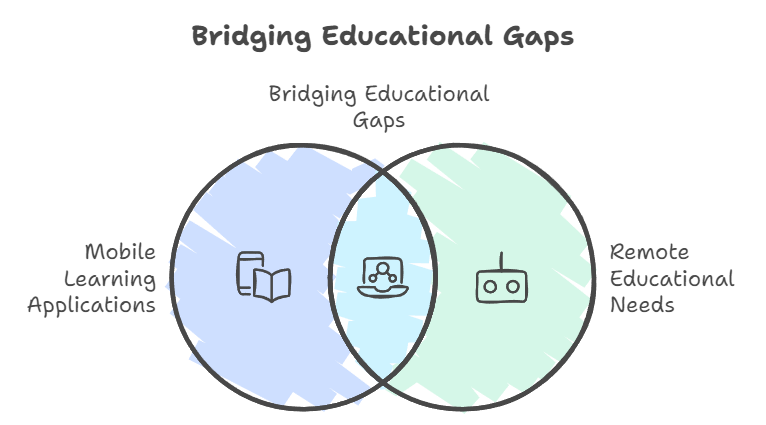 Bridging Educational Gaps
Bridging Educational
Gaps
Mobile
Learning
Applications
Remote
Educational
Needs